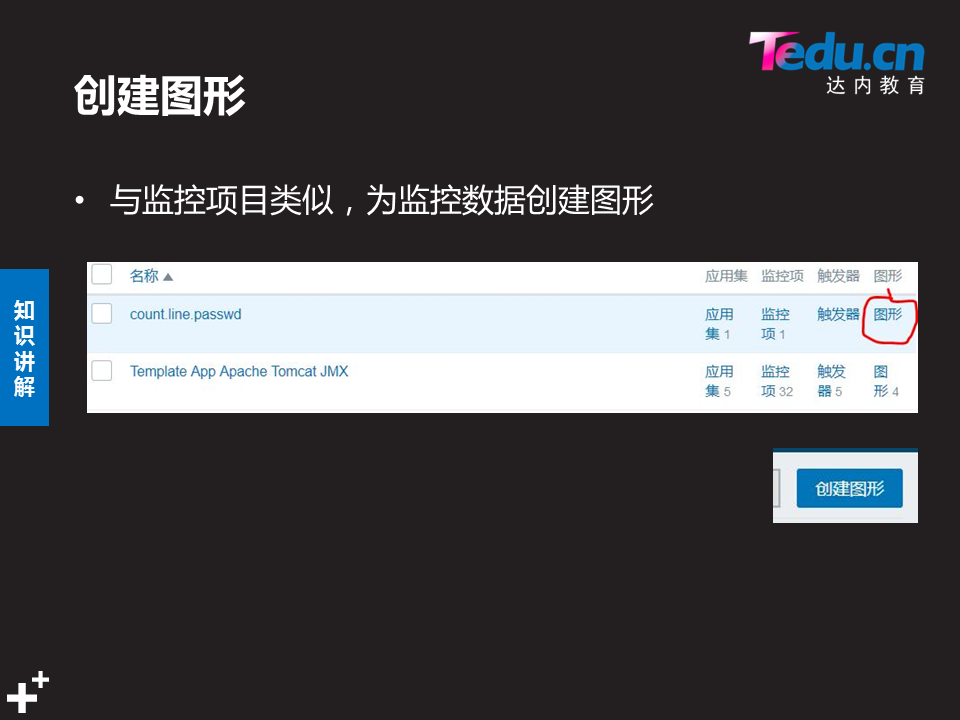 Tedu.cn
达内教育
创建图形
• 与监控项目类似，为监控数据创建图形
知识讲解
名称▲ 应用集 监控项 触发器 图形
count.line.passwd 应用集 1 监控项 1 触发器 图形
Template App Apache Tomcat JMX 应用集 5 监控项 32 触发器 5 图形 4
创建图形